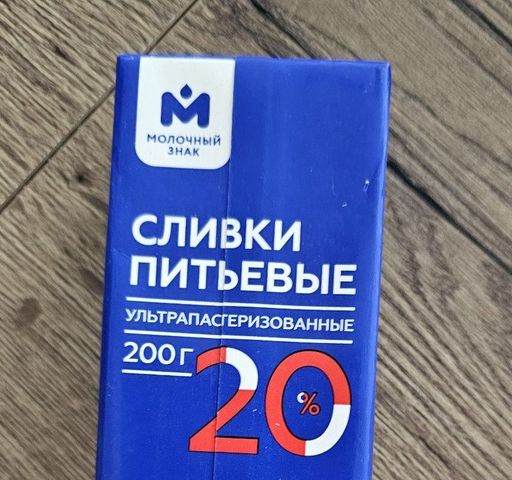 МОЛОЧНЫЙ
ЗНАК
СЛИВКИ
ПИТЬЕВЫЕ
УЛЬТРАПАСТЕРИЗОВАННЫЕ
200 г
20%